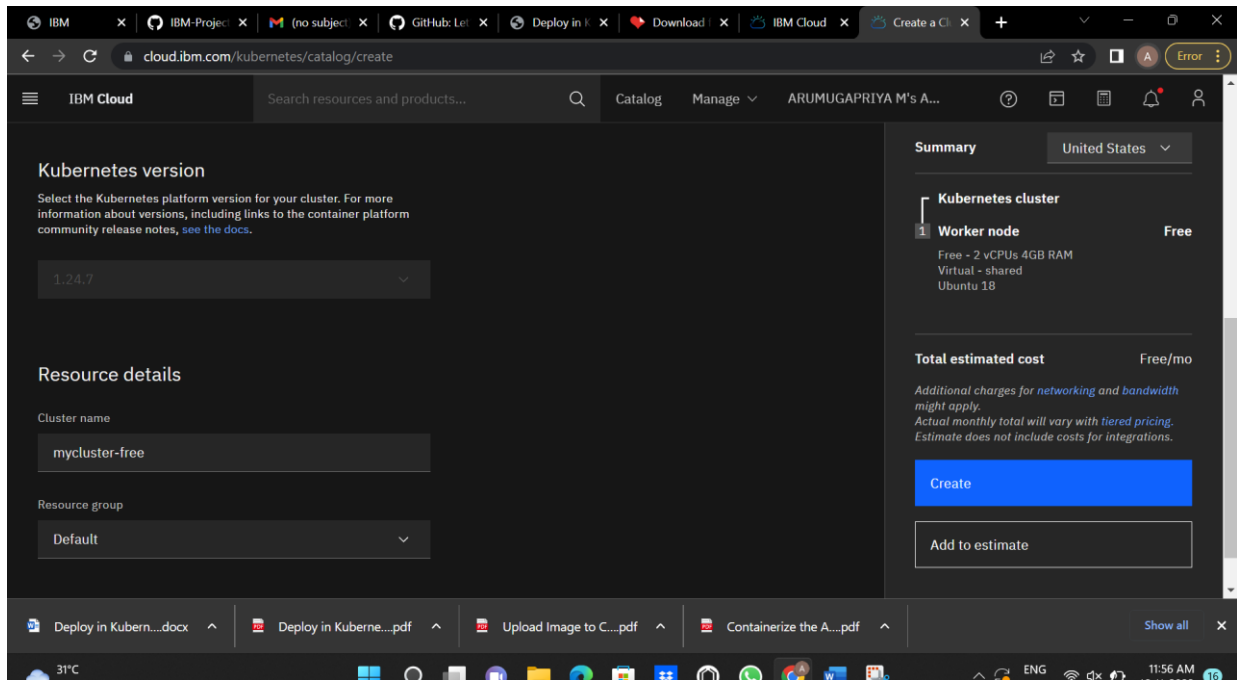 IBM
IBM-Project
(no subject
GitHub: Let
Deploy in K
Download
IBM Cloud
Create a Cl
cloud.ibm.com/kubernetes/catalog/create
A
Error
IBM Cloud
Search resources and products...
Catalog
Manage
ARUMUGAPRIYA M's A...
Kubernetes version
Select the Kubernetes platform version for your cluster. For more
information about versions, including links to the container platform
community release notes, see the docs.
1.24.7
Resource details
Cluster name
mycluster-free
Resource group
Default
Summary
United States
Kubernetes cluster
1 Worker node Free
Free - 2 vCPUs 4GB RAM
Virtual - shared
Ubuntu 18
Total estimated cost Free/mo
Additional charges for networking and bandwidth
might apply.
Actual monthly total will vary with tiered pricing.
Estimate does not include costs for integrations.
Create
Add to estimate
Deploy in Kubern....docx
Deploy in Kuberne....pdf
Upload Image to C....pdf
Containerize the A....pdf
Show all
31°C
ENG
11:56 AM
16